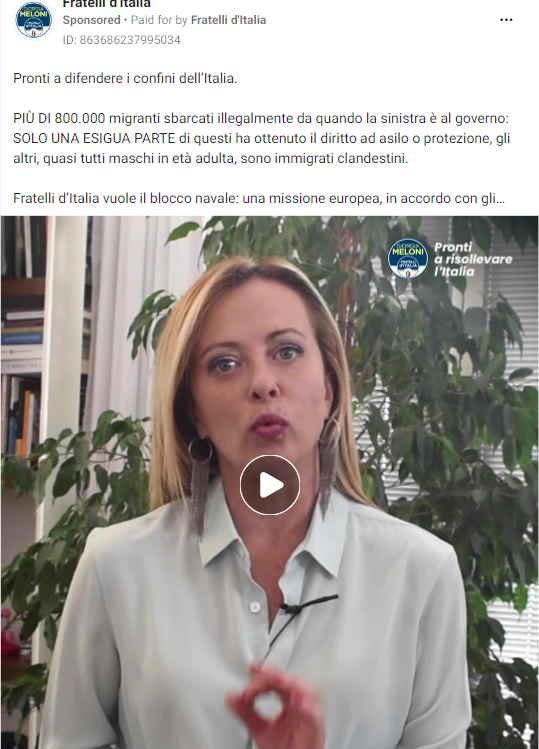 Fratelli d'Italia
Sponsored • Paid for by Fratelli d'Italia
ID: 863686237995034
Pronti a difendere i confini dell’Italia.
PIÙ DI 800.000 migranti sbarcati illegalmente da quando la sinistra è al governo:
SOLO UNA ESIGUA PARTE di questi ha ottenuto il diritto ad asilo o protezione, gli
altri, quasi tutti maschi in età adulta, sono immigrati clandestini.
Fratelli d’Italia vuole il blocco navale: una missione europea, in accordo con gli...
GIORGIA
MELONI
FRATELLI
d'ITALIA
Pronti
a risollevare
l'Italia